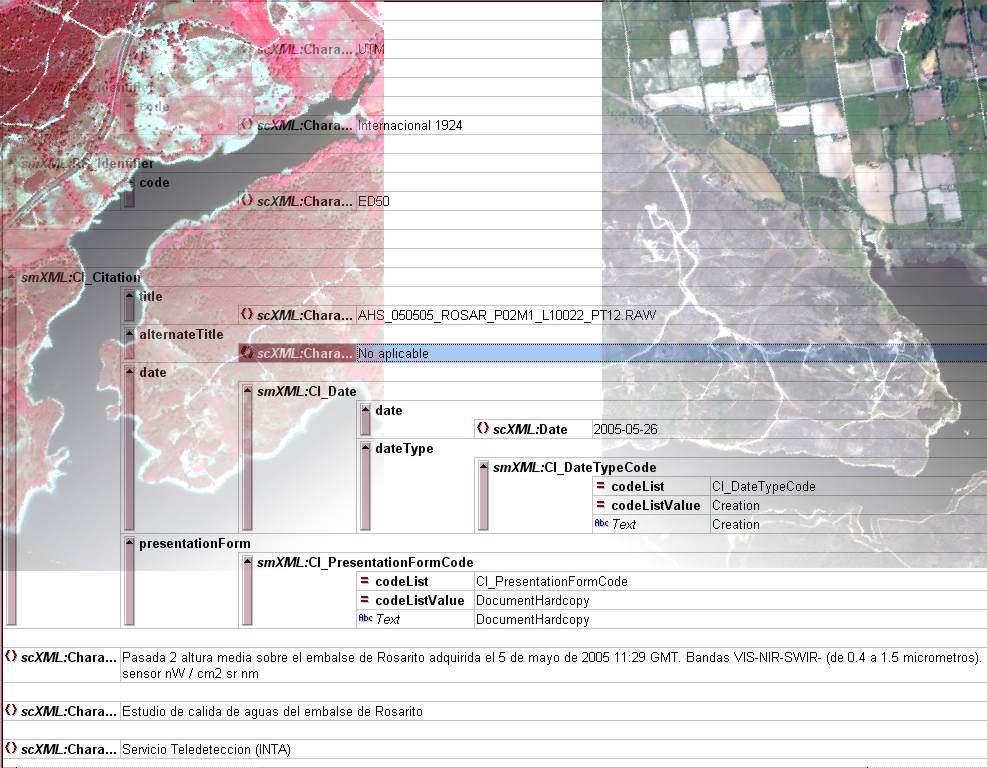 scXML:Chara... UTM
code
scXML:Chara... Internacional 1924
smXML:RS_Identifier
code
scXML:Chara... ED50
smXML:CI_Citation
title
scXML:Chara... AHS_050505_ROSAR_P02M1_L10022_PT12.RAW
alternateTitle
scXML:Chara... No aplicable
date
smXML:CI_Date
date
scXML:Date 2005-05-26
dateType
smXML:CI_DateTypeCode
= codeList CI_DateTypeCode
= codeListValue Creation
Abc Text Creation
presentationForm
smXML:CI_PresentationFormCode
= codeList CI_PresentationFormCode
= codeListValue DocumentHardcopy
Abc Text DocumentHardcopy
scXML:Chara... Pasada 2 altura media sobre el embalse de Rosarito adquirida el 5 de mayo de 2005 11:29 GMT. Bandas VIS-NIR-SWIR- (de 0.4 a 1.5 micrometros).
sensor nW / cm2 sr nm
scXML:Chara... Estudio de calida de aguas del embalse de Rosarito
scXML:Chara... Servicio Teledeteccion (INTA)